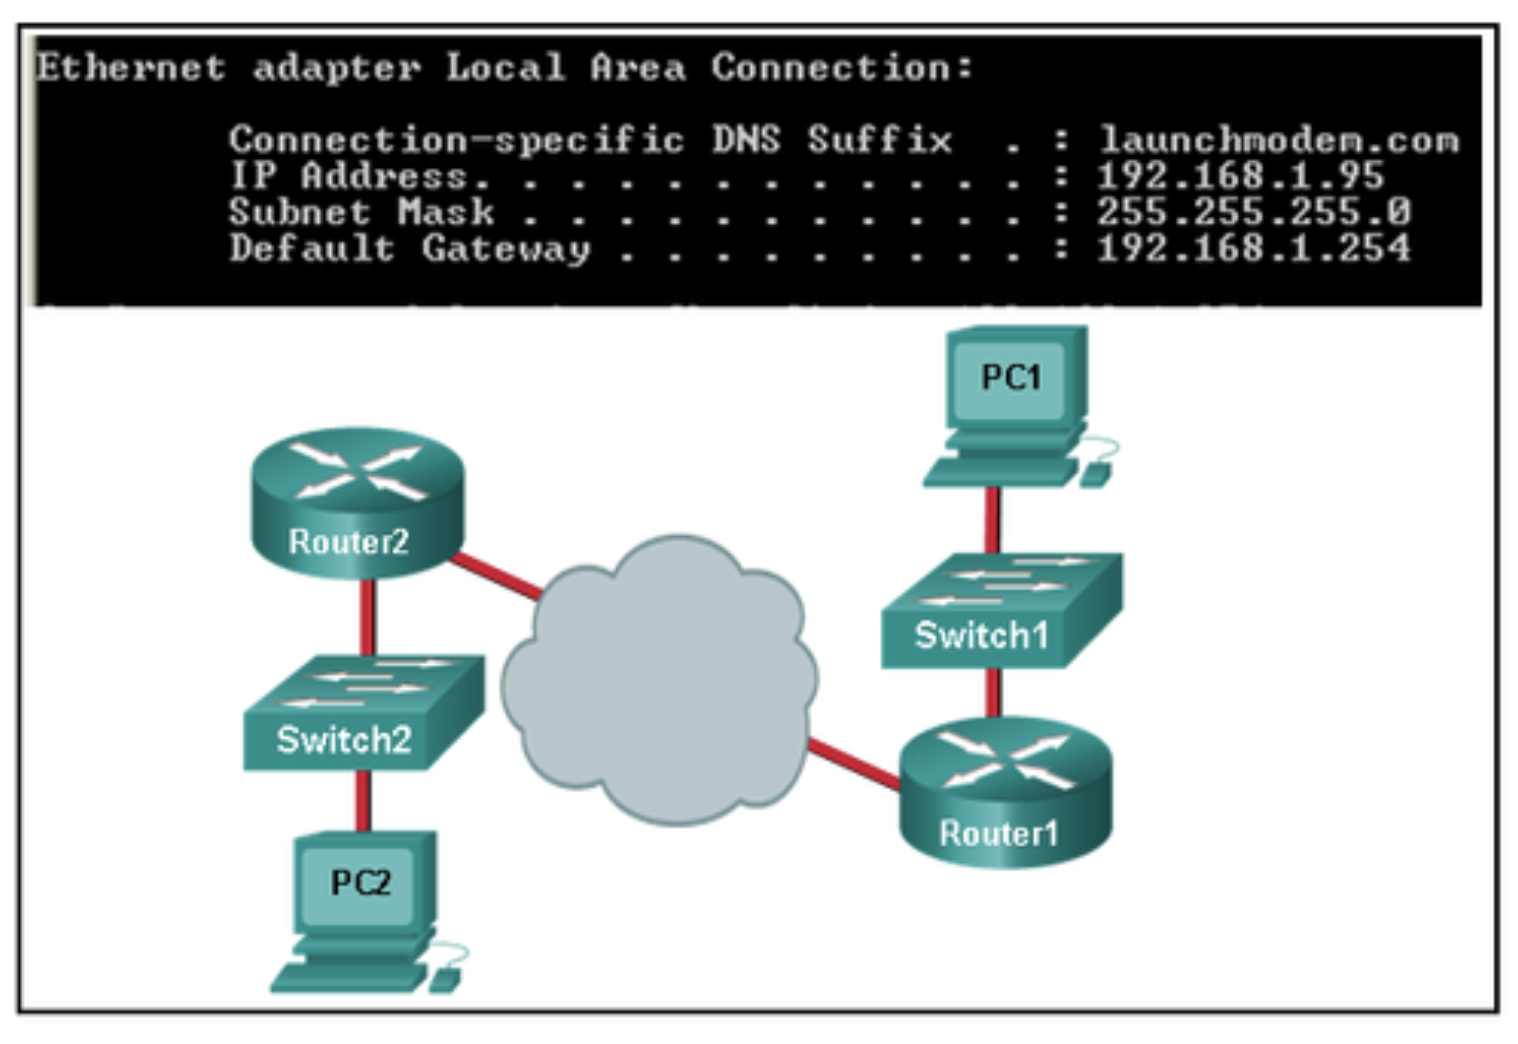 Ethernet adapter Local Area Connection:
Connection-specific DNS Suffix . : launchmodem.com
IP Address. . . . . . . . . . . . : 192.168.1.95
Subnet Mask . . . . . . . . . . . : 255.255.255.0
Default Gateway . . . . . . . . . : 192.168.1.254
PC1
Router2
Switch1
Switch2
Router1
PC2